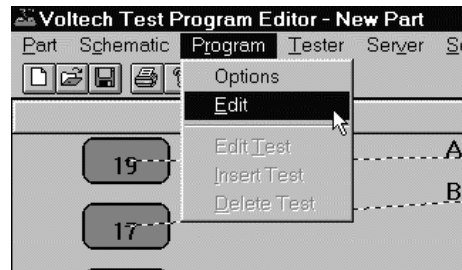 Voltech Test Program Editor - New Part
Part Schematic Program Tester Server
Options
Edit
Edit Test
Insert Test
Delete Test
19
A
B
17